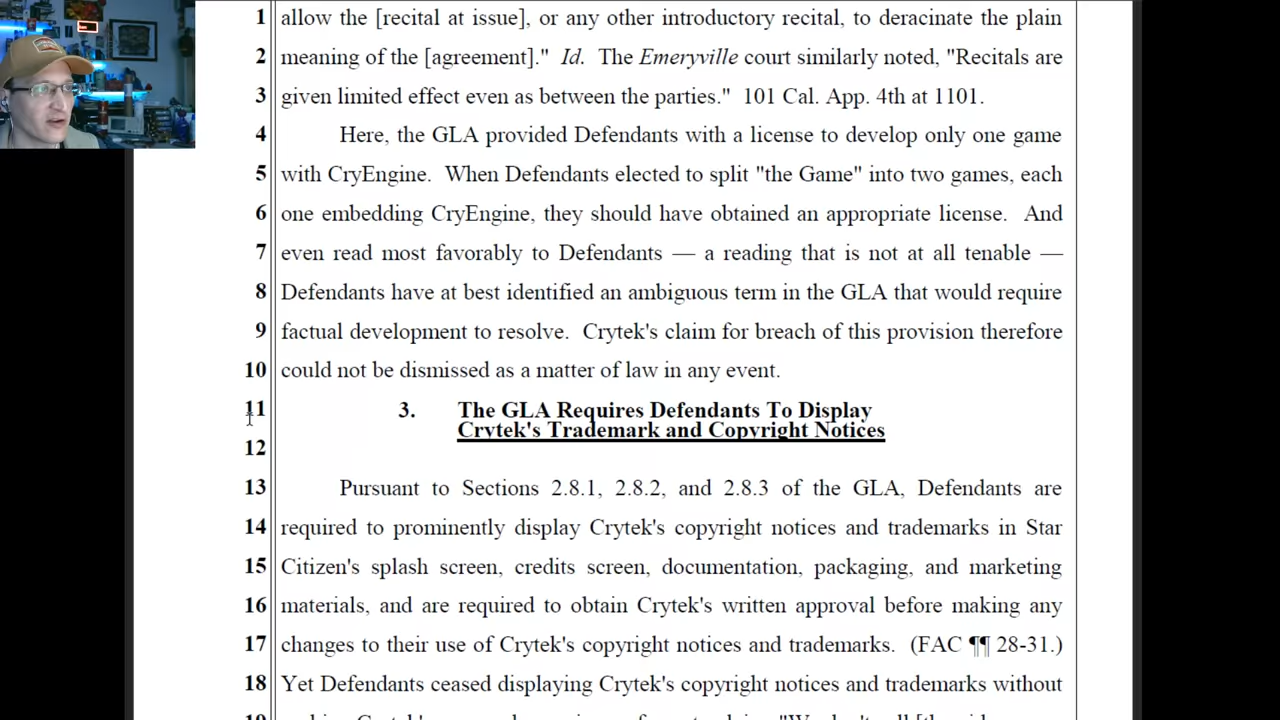 1 allow the [recital at issue], or any other introductory recital, to deracinate the plain
2 meaning of the [agreement]." Id. The Emeryville court similarly noted, "Recitals are
3 given limited effect even as between the parties." 101 Cal. App. 4th at 1101.
4 Here, the GLA provided Defendants with a license to develop only one game
5 with CryEngine. When Defendants elected to split "the Game" into two games, each
6 one embedding CryEngine, they should have obtained an appropriate license. And
7 even read most favorably to Defendants — a reading that is not at all tenable —
8 Defendants have at best identified an ambiguous term in the GLA that would require
9 factual development to resolve. Crytek's claim for breach of this provision therefore
10 could not be dismissed as a matter of law in any event.
11 3. The GLA Requires Defendants To Display
Crytek's Trademark and Copyright Notices
12
13 Pursuant to Sections 2.8.1, 2.8.2, and 2.8.3 of the GLA, Defendants are
14 required to prominently display Crytek's copyright notices and trademarks in Star
15 Citizen's splash screen, credits screen, documentation, packaging, and marketing
16 materials, and are required to obtain Crytek's written approval before making any
17 changes to their use of Crytek's copyright notices and trademarks. (FAC ¶¶ 28-31.)
18 Yet Defendants ceased displaying Crytek's copyright notices and trademarks without